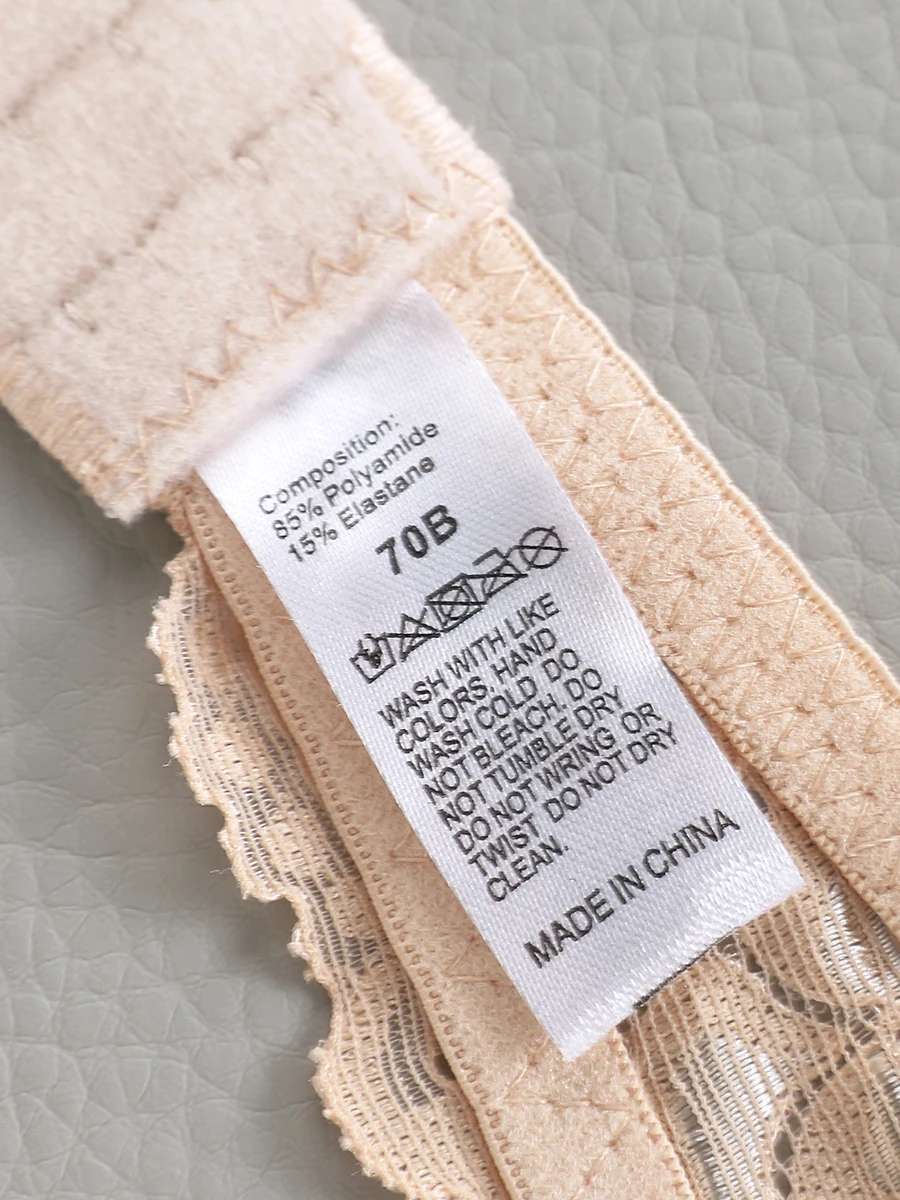 Composition:
85% Polyamide
15% Elastane
70B
WASH WITH LIKE
COLORS. HAND
WASH COLD DO
NOT BLEACH, DO
NOT TUMBLE DRY
DO NOT WRING OR
TWIST DO NOT DRY
CLEAN.
MADE IN CHINA